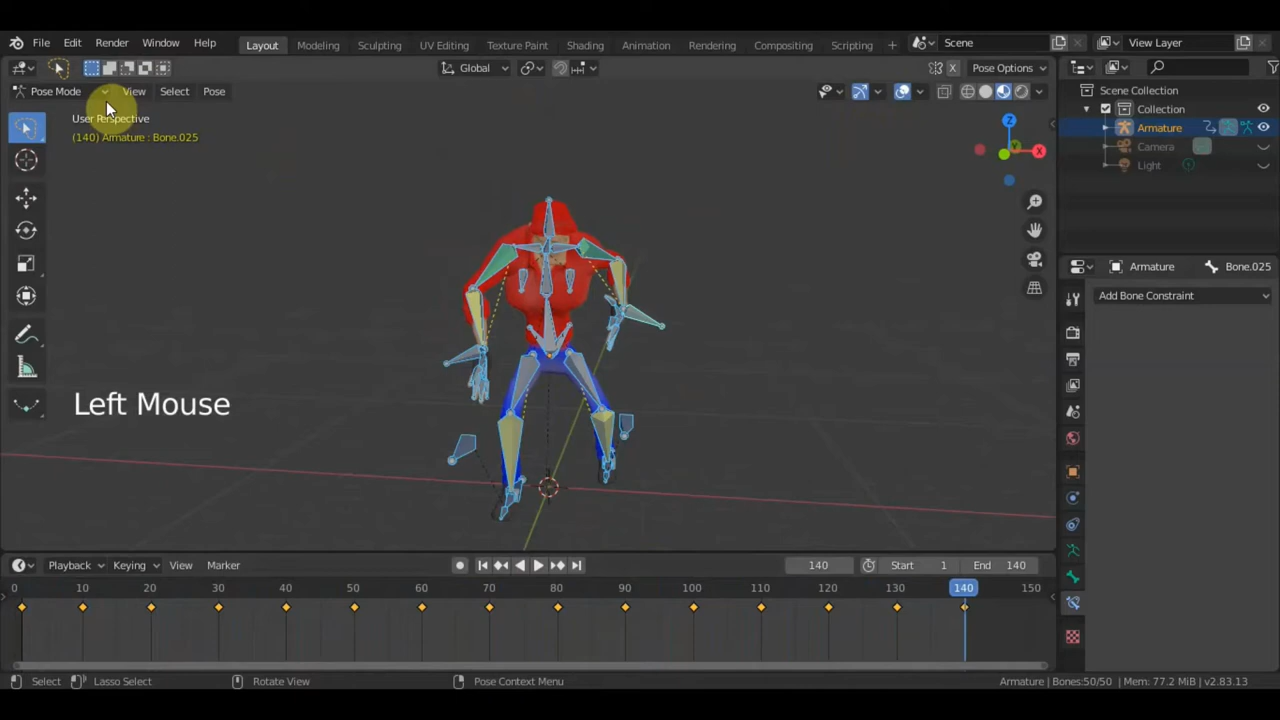 File Edit Render Window Help Layout Modeling Sculpting UV Editing Texture Paint Shading Animation Rendering Compositing Scripting + Scene View Layer
Global X Pose Options
Pose Mode View Select Pose
Scene Collection
User Perspective
(140) Armature : Bone.025
Collection
Armature
Camera
Light
Z
Y
X
Armature Bone.025
Add Bone Constraint
Left Mouse
Playback Keying View Marker 140 Start 1 End 140
0 10 20 30 40 50 60 70 80 90 100 110 120 130 140 150
Select Lasso Select Rotate View Pose Context Menu Armature | Bones:50/50 | Mem: 77.2 MiB | v2.83.13